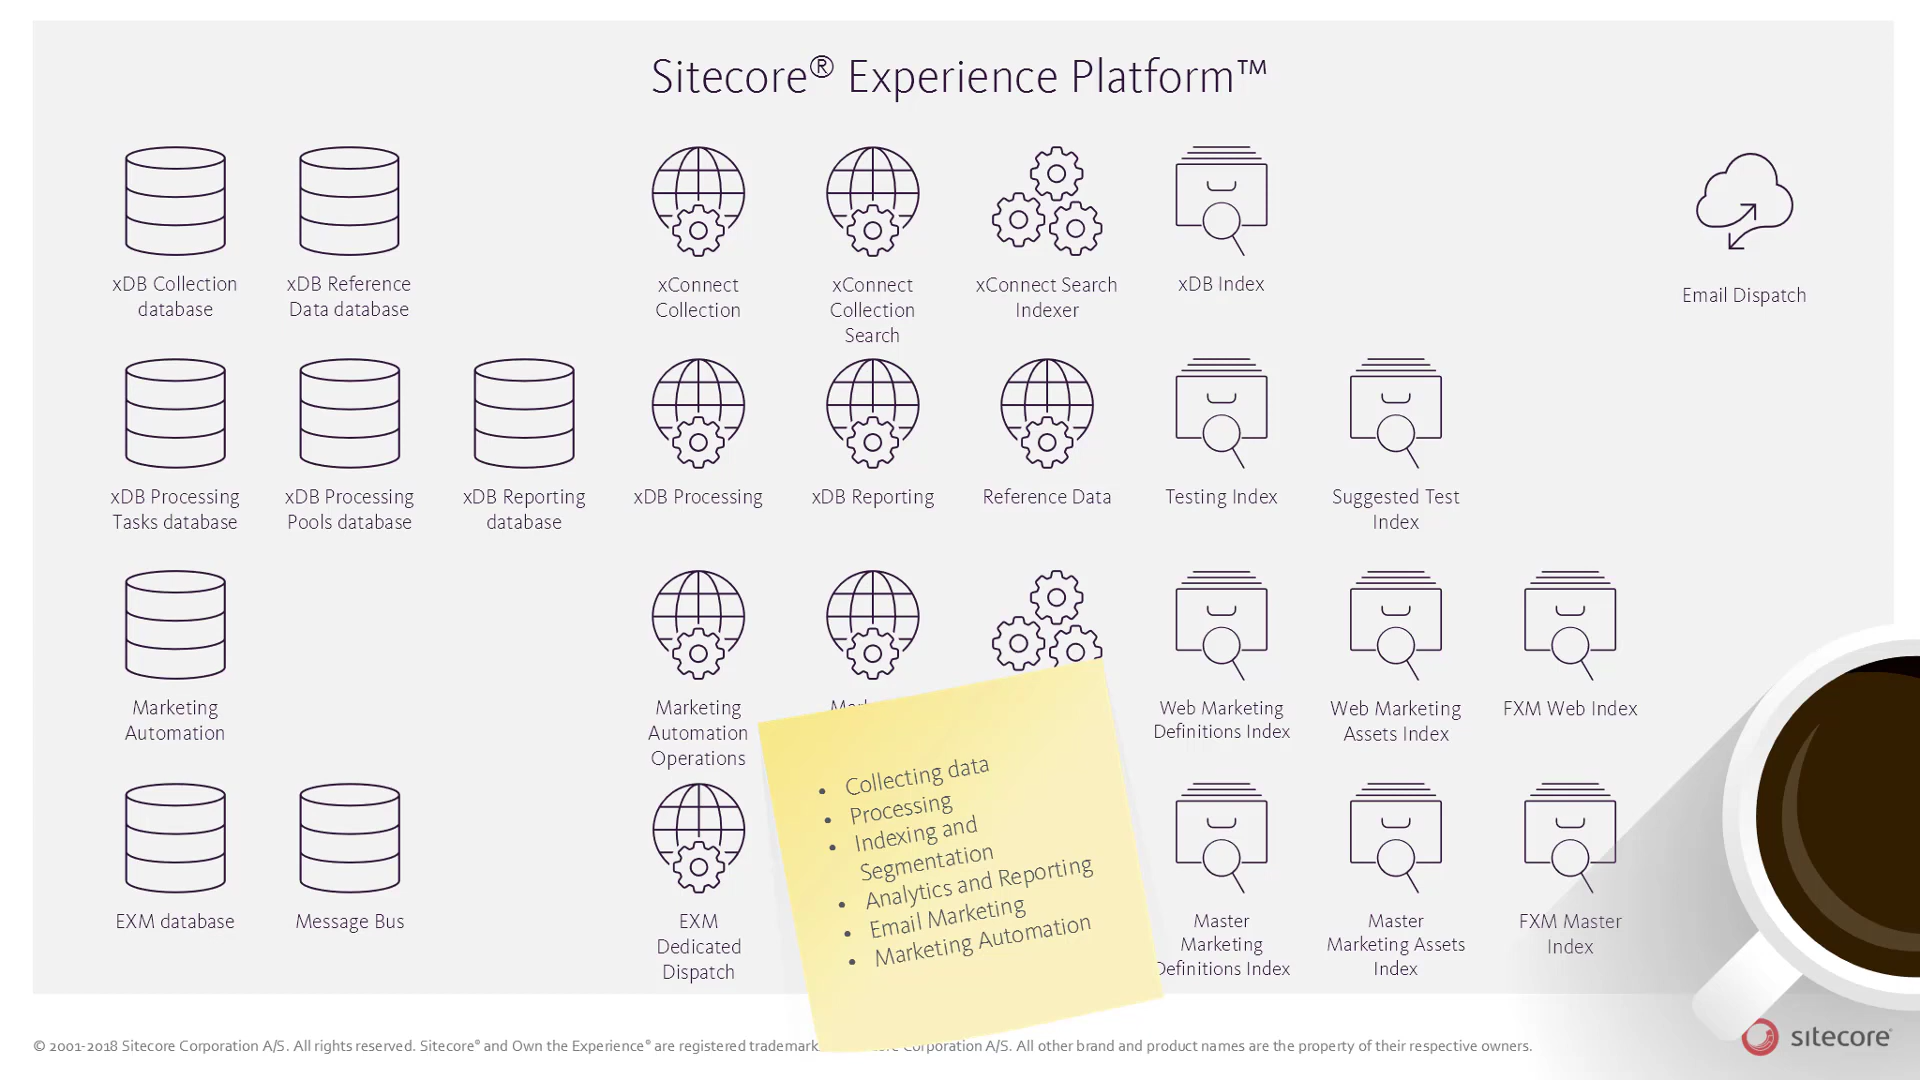 Sitecore® Experience Platform™
xDB Collection
database
xDB Reference
Data database
xConnect
Collection
xConnect
Collection
Search
xConnect Search
Indexer
xDB Index
Email Dispatch
xDB Processing
Tasks database
xDB Processing
Pools database
xDB Reporting
database
xDB Processing
xDB Reporting
Reference Data
Testing Index
Suggested Test
Index
Marketing
Automation
Marketing
Automation
Operations
Web Marketing
Definitions Index
Web Marketing
Assets Index
FXM Web Index
• Collecting data
• Processing
• Indexing and
Segmentation
• Analytics and Reporting
• Email Marketing
• Marketing Automation
EXM database
Message Bus
EXM
Dedicated
Dispatch
Master
Marketing
Definitions Index
Master
Marketing Assets
Index
FXM Master
Index
© 2001-2018 Sitecore Corporation A/S. All rights reserved. Sitecore® and Own the Experience® are registered trademark Corporation A/S. All other brand and product names are the property of their respective owners.
sitecore